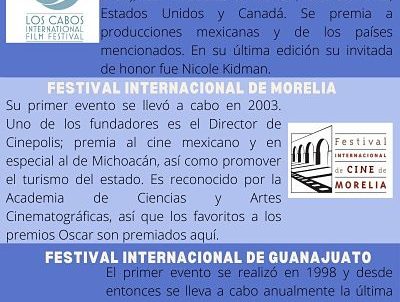 LOS CABOS
INTERNATIONAL
FILM FESTIVAL
Estados Unidos y Canadá. Se premia a
producciones mexicanas y de los países
mencionados. En su última edición su invitada
de honor fue Nicole Kidman.
FESTIVAL INTERNACIONAL DE MORELIA
Su primer evento se llevó a cabo en 2003.
Uno de los fundadores es el Director de
Cinepolis; premia al cine mexicano y en
especial al de Michoacán, así como promover
el turismo del estado. Es reconocido por la
Academia de Ciencias y Artes
Cinematográficas, así que los favoritos a los
premios Oscar son premiados aquí.
Festival
INTERNACIONAL
de CINE de
MORELIA
FESTIVAL INTERNACIONAL DE GUANAJUATO
El primer evento se realizó en 1998 y desde
entonces se lleva a cabo anualmente la última